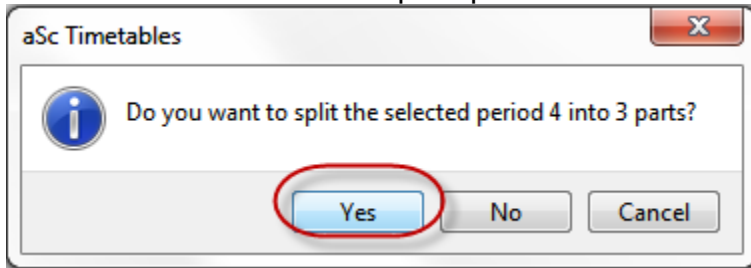 aSc Timetables
Do you want to split the selected period 4 into 3 parts?
Yes
No
Cancel